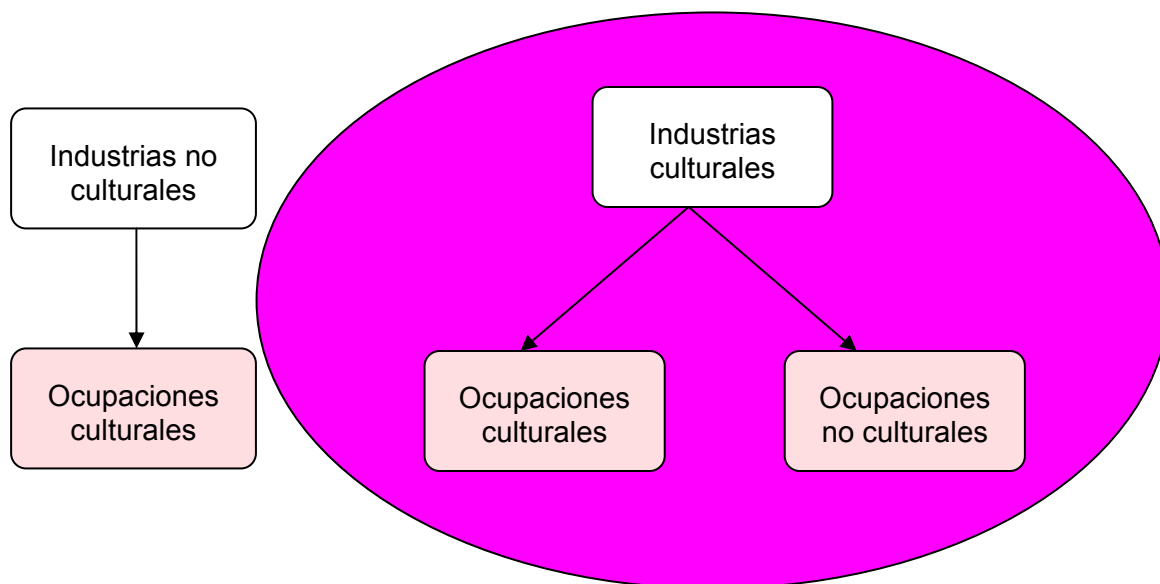 Industrias no
culturales
Industrias
culturales
Ocupaciones
culturales
Ocupaciones
culturales
Ocupaciones
no culturales